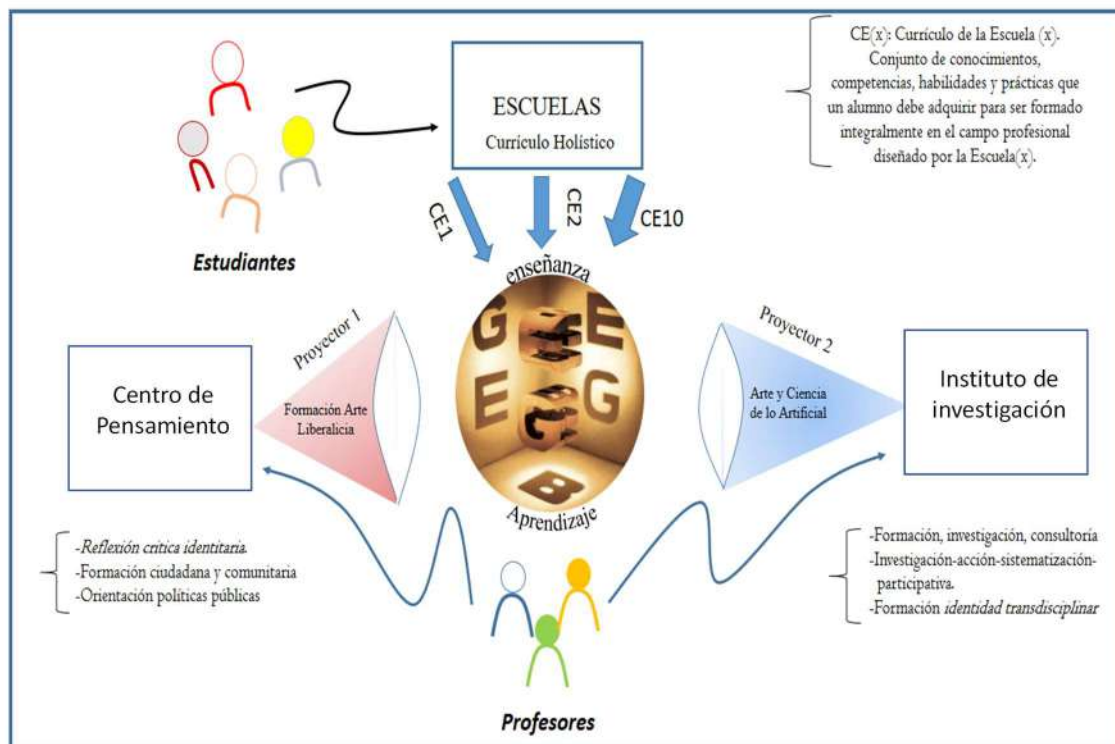 CE(x): Currículo de la Escuela (x).
Conjunto de conocimientos,
competencias, habilidades y prácticas que
un alumno debe adquirir para ser formado
integralmente en el campo profesional
diseñado por la Escuela(x).
ESCUELAS
Currículo Holístico
Estudiantes
CE1
CE2
CE10
enseñanza
G
E
E
G
B
Aprendizaje
Proyector 1
Formación Arte
Liberalicia
Centro de
Pensamiento
Proyector 2
Arte y Ciencia
de lo Artificial
Instituto de
investigación
-Reflexión crítica identitaria.
-Formación ciudadana y comunitaria
-Orientación políticas públicas
-Formación, investigación, consultoría
-Investigación-acción-sistematización-
participativa.
-Formación identidad transdisciplinar
Profesores